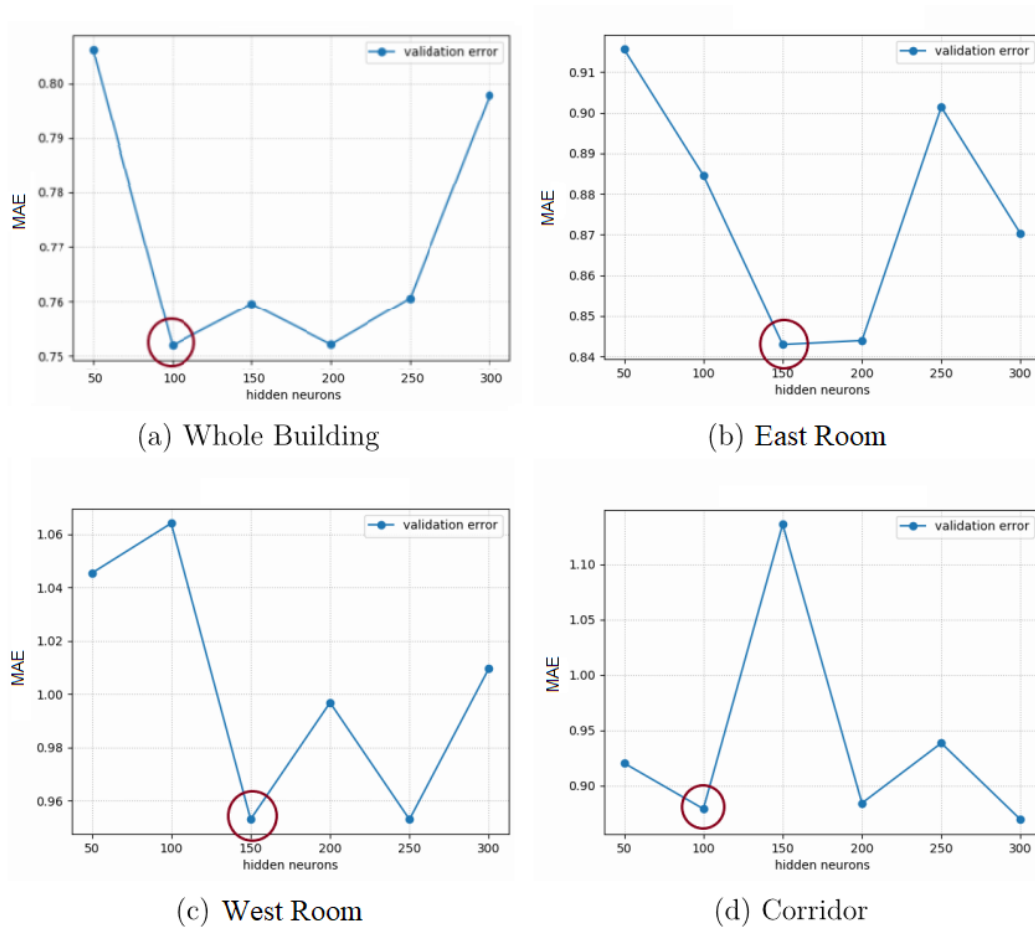 validation error
0.80
0.79
0.78
0.77
0.76
0.75
MAE
50 100 150 200 250 300
hidden neurons
(a) Whole Building
validation error
0.91
0.90
0.89
0.88
0.87
0.86
0.85
0.84
MAE
50 100 150 200 250 300
hidden neurons
(b) East Room
validation error
1.06
1.04
1.02
1.00
0.98
0.96
MAE
50 100 150 200 250 300
hidden neurons
(c) West Room
validation error
1.10
1.05
1.00
0.95
0.90
MAE
50 100 150 200 250 300
hidden neurons
(d) Corridor